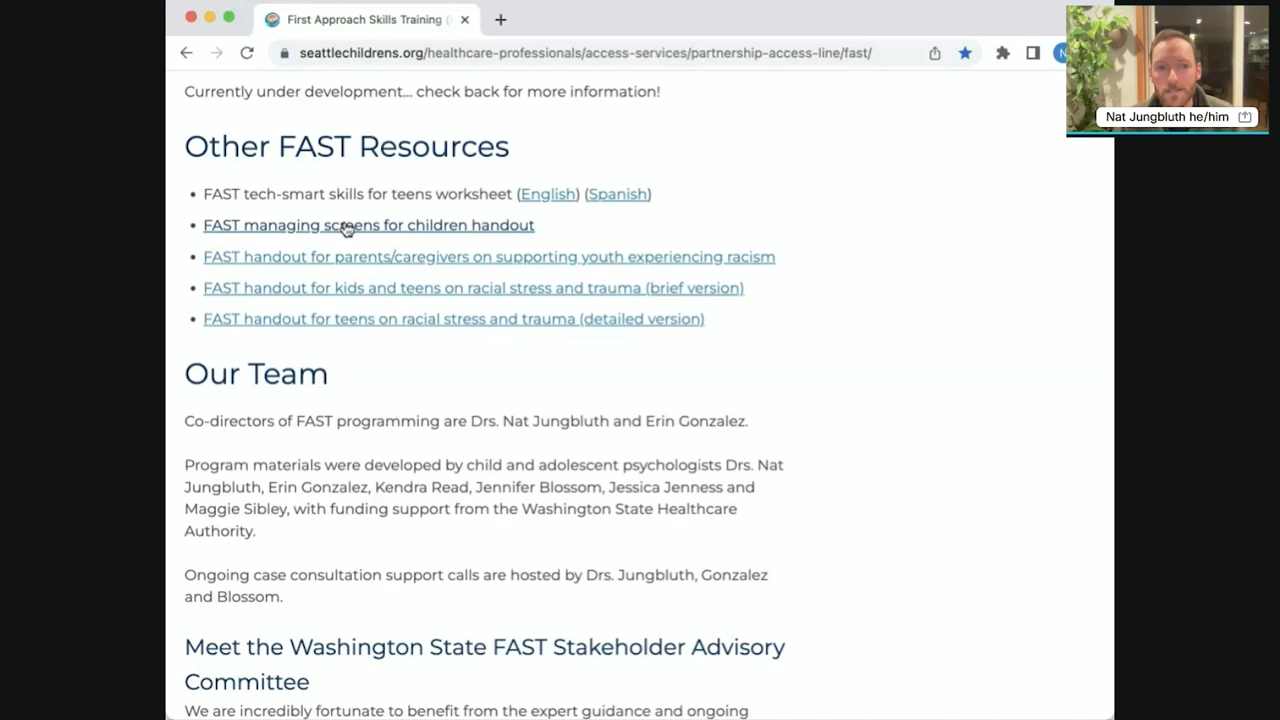 First Approach Skills Training (
seattlechildrens.org/healthcare-professionals/access-services/partnership-access-line/fast/
N
Nat Jungbluth he/him
Currently under development... check back for more information!
Other FAST Resources
• FAST tech-smart skills for teens worksheet (English) (Spanish)
• FAST managing screens for children handout
• FAST handout for parents/caregivers on supporting youth experiencing racism
• FAST handout for kids and teens on racial stress and trauma (brief version)
• FAST handout for teens on racial stress and trauma (detailed version)
Our Team
Co-directors of FAST programming are Drs. Nat Jungbluth and Erin Gonzalez.
Program materials were developed by child and adolescent psychologists Drs. Nat
Jungbluth, Erin Gonzalez, Kendra Read, Jennifer Blossom, Jessica Jenness and
Maggie Sibley, with funding support from the Washington State Healthcare
Authority.
Ongoing case consultation support calls are hosted by Drs. Jungbluth, Gonzalez
and Blossom.
Meet the Washington State FAST Stakeholder Advisory
Committee
We are incredibly fortunate to benefit from the expert guidance and ongoing